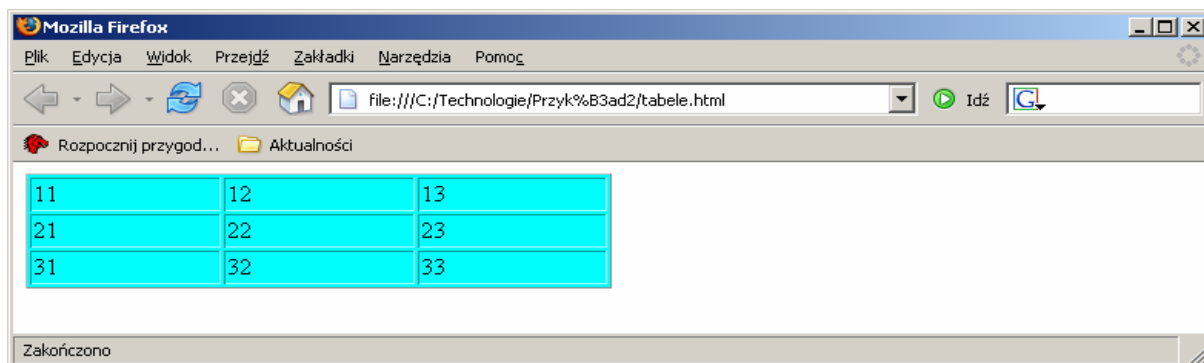 Mozilla Firefox
Plik Edycja Widok Przejdź Zakładki Narzędzia Pomoc
file:///C:/Technologie/Przyk%B3ad2/tabele.html Idź G
Rozpocznij przygod... Aktualności
11 12 13
21 22 23
31 32 33
Zakończono